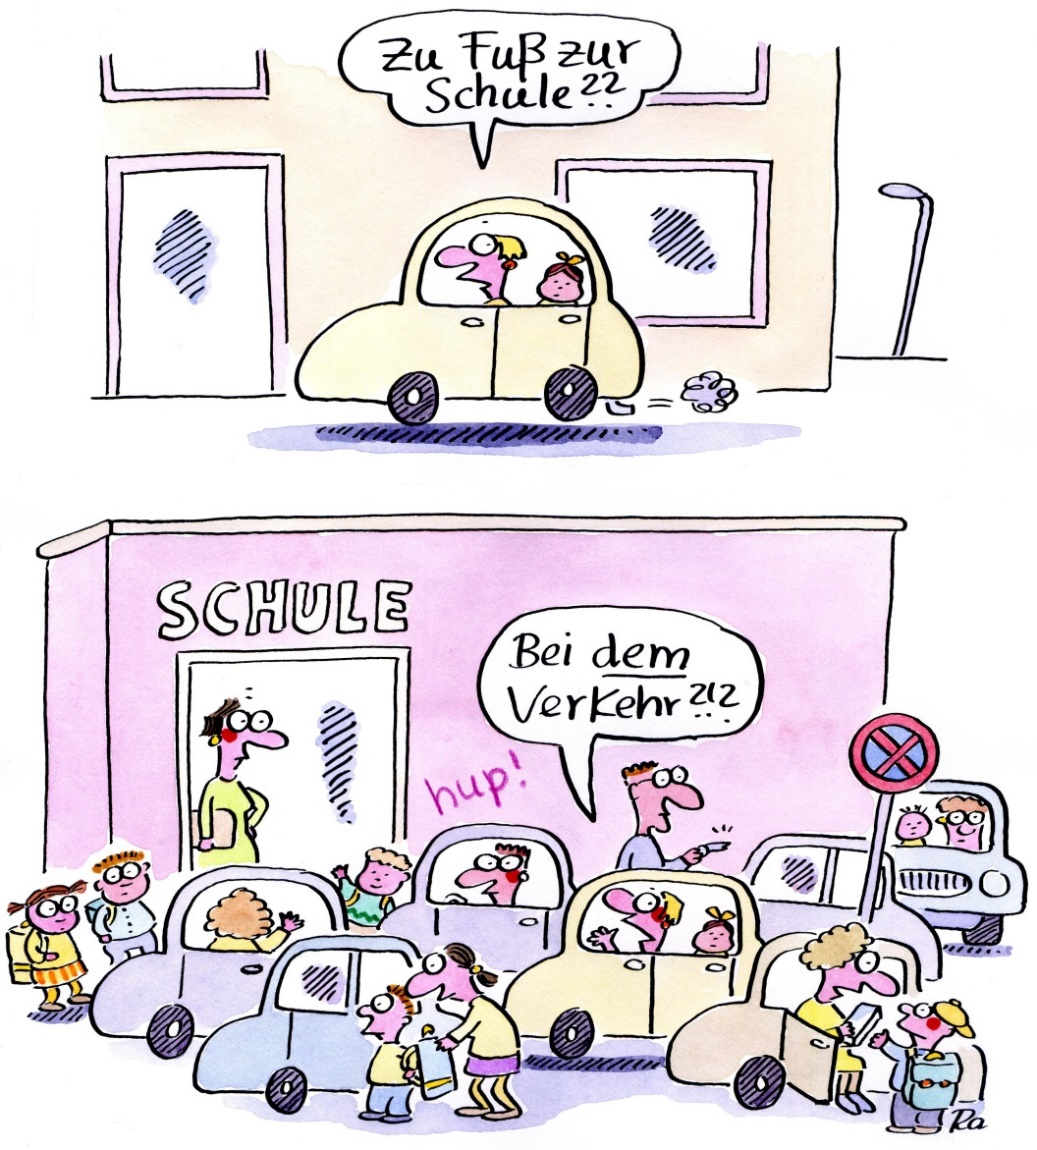 Zu Fuß zur
Schule??
SCHULE
Bei dem
Verkehr?!?
hup!
Ra